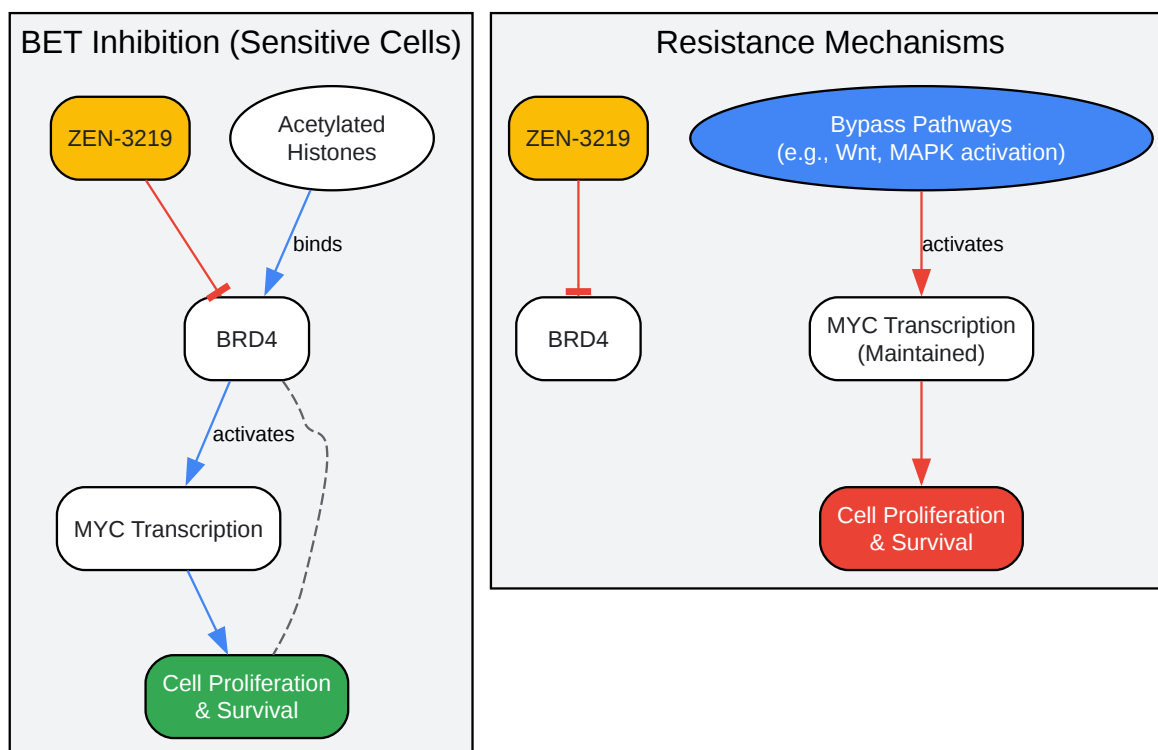 BET Inhibition (Sensitive Cells)
ZEN-3219
Acetylated
Histones
binds
BRD4
activates
MYC Transcription
Cell Proliferation
& Survival
Resistance Mechanisms
ZEN-3219
Bypass Pathways
(e.g., Wnt, MAPK activation)
activates
BRD4
MYC Transcription
(Maintained)
Cell Proliferation
& Survival